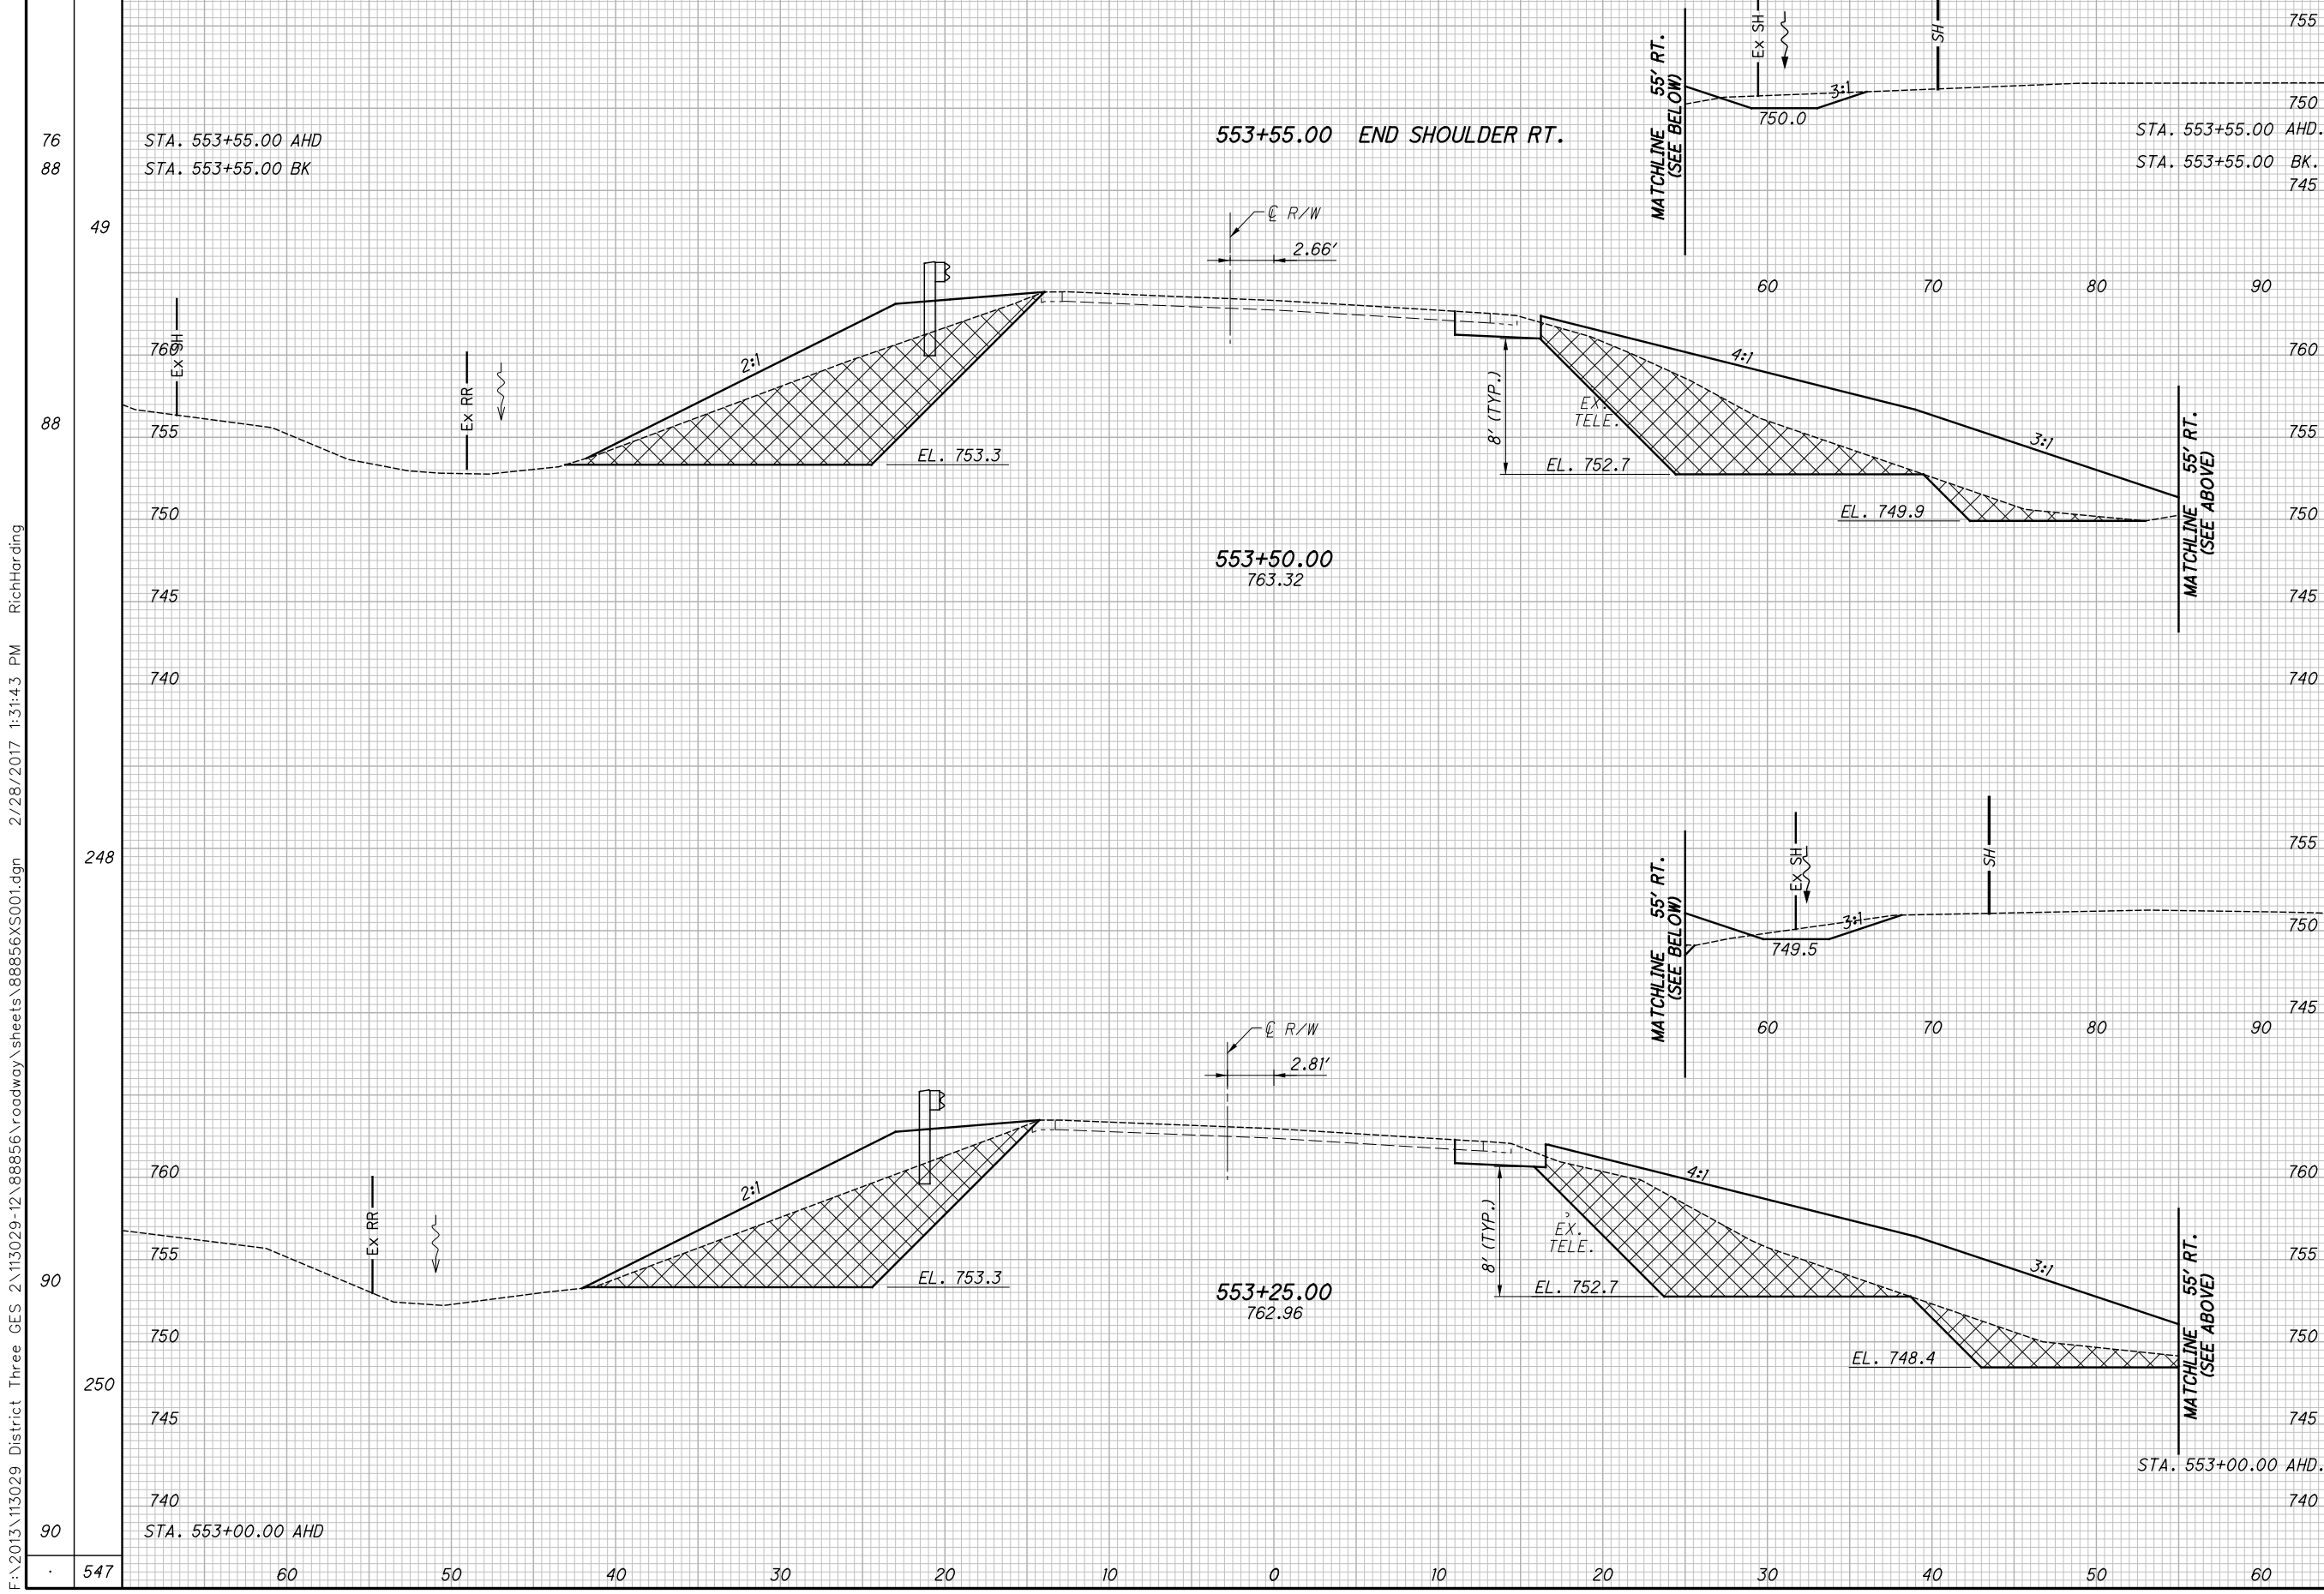 755
Ex SH
SH
MATCHLINE 55' RT.
(SEE BELOW)
3:1
750
750.0
76
STA. 553+55.00 AHD
553+55.00 END SHOULDER RT.
STA. 553+55.00 AHD.
88
STA. 553+55.00 BK
STA. 553+55.00 BK.
745
49
℄ R/W
2.66'
60 70 80 90
Ex SH
760
2:1
4:1
760
Ex RR
8' (TYP.)
EX.
TELE.
88
755
EL. 753.3
3:1
755
EL. 752.7
MATCHLINE 55' RT.
(SEE ABOVE)
750
EL. 749.9
750
553+50.00
763.32
745
745
740
740
248
755
Ex SH
SH
MATCHLINE 55' RT.
(SEE BELOW)
3:1
750
749.5
745
60 70 80 90
℄ R/W
2.81'
760
2:1
4:1
760
Ex RR
8' (TYP.)
EX.
TELE.
755
755
90
EL. 753.3
3:1
553+25.00
762.96
EL. 752.7
MATCHLINE 55' RT.
(SEE ABOVE)
750
750
EL. 748.4
250
745
745
STA. 553+00.00 AHD.
740
740
90
STA. 553+00.00 AHD
547
60 50 40 30 20 10 0 10 20 30 40 50 60
F:\2013\113029 District Three GES 2\113029-12\88856\roadway\sheets\88856XS001.dgn 2/28/2017 1:31:43 PM RichHarding